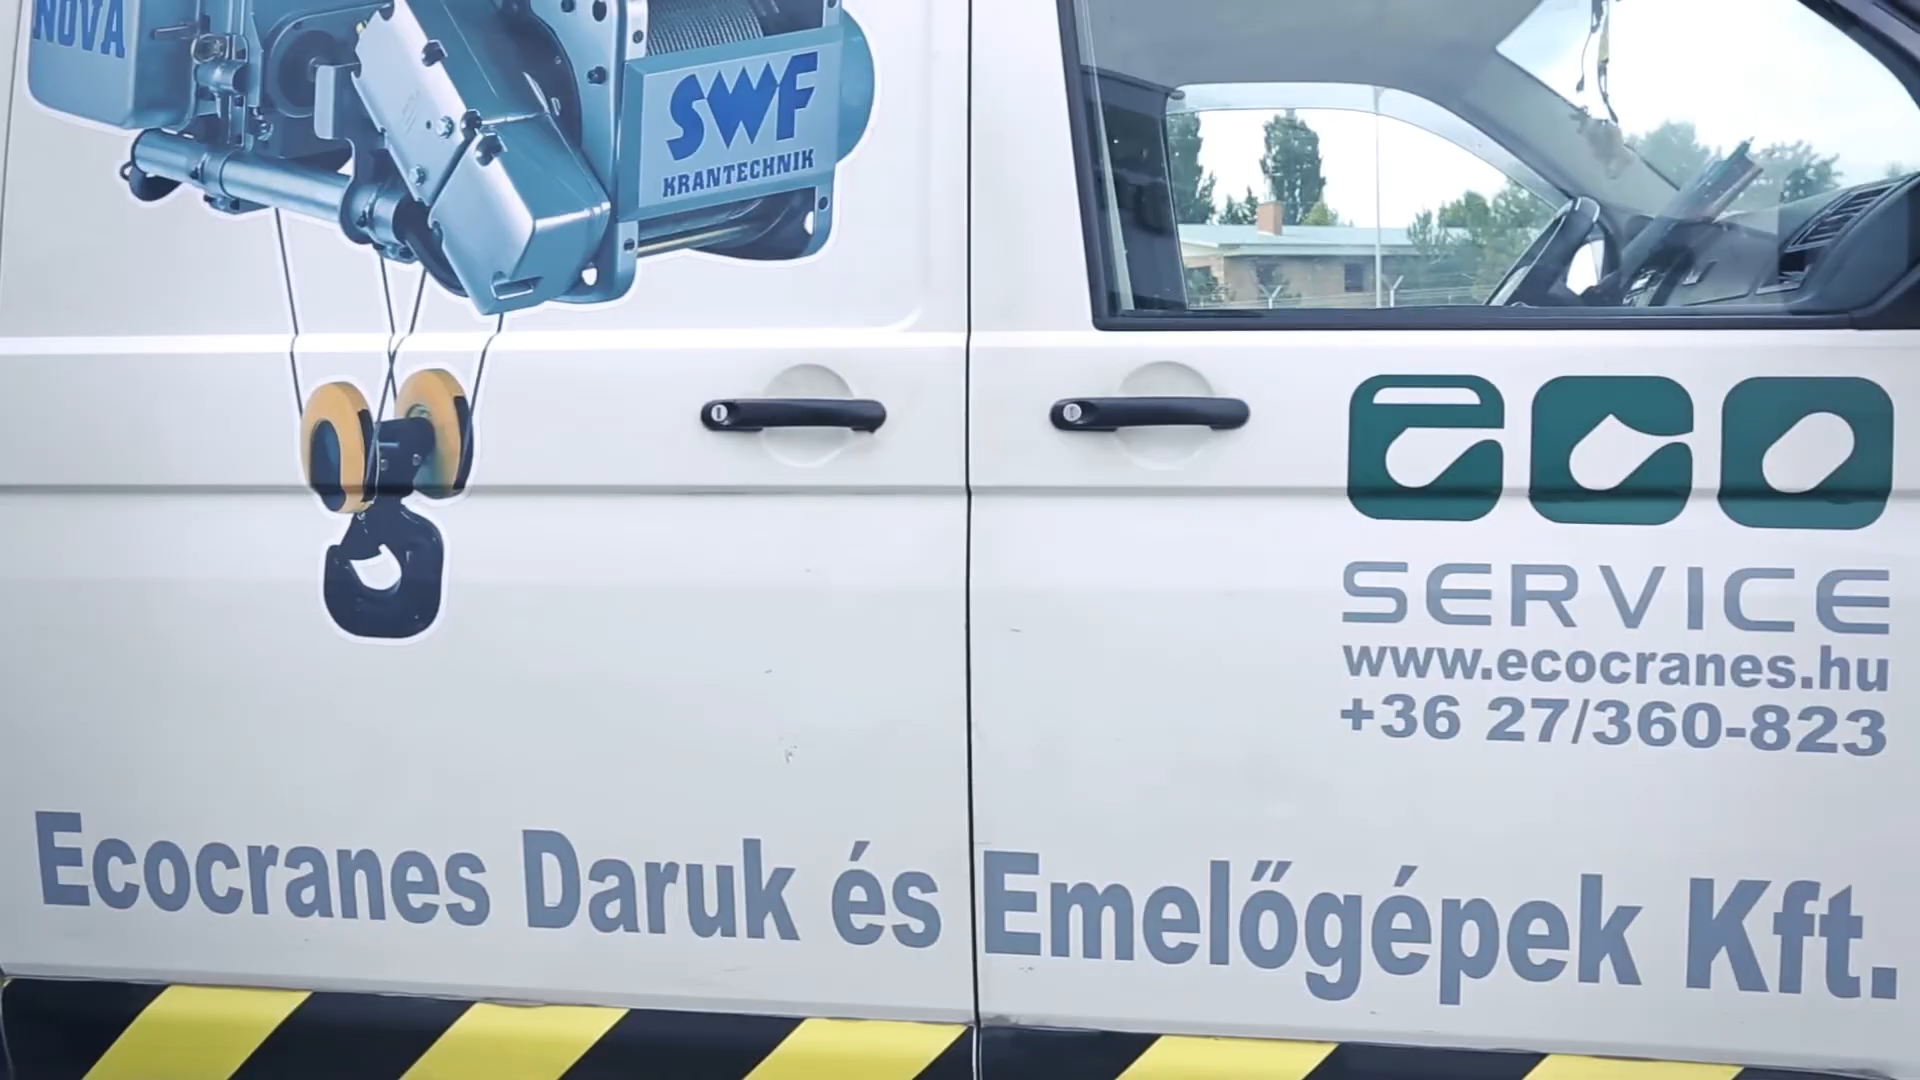 NOVA
SWF
KRANTECHNIK
eco
SERVICE
www.ecocranes.hu
+36 27/360-823
Ecocranes Daruk és Emelőgépek Kft.